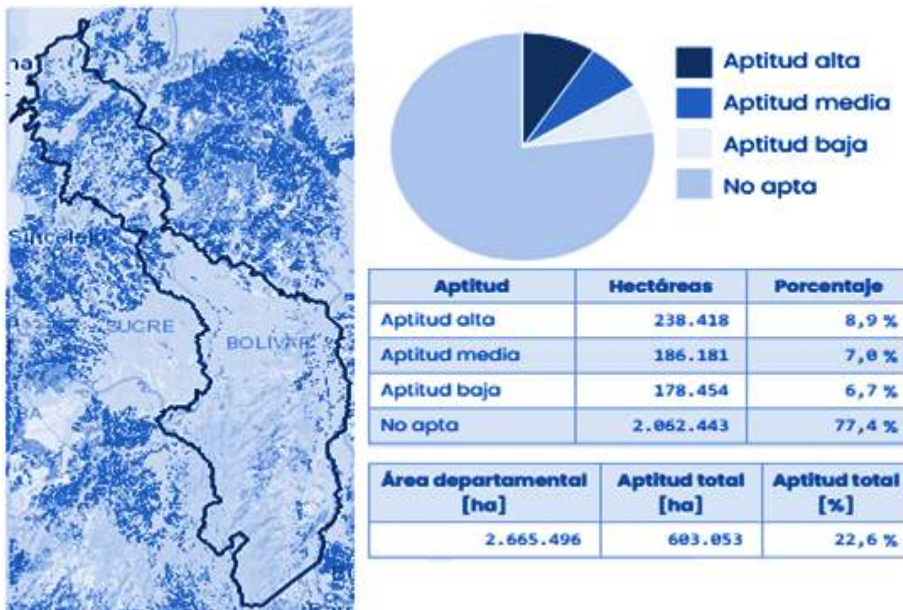 Sincelejo
SUCRE
BOLÍVAR
Aptitud alta
Aptitud media
Aptitud baja
No apta
Aptitud Hectáreas Porcentaje
Aptitud alta 238.418 8,9 %
Aptitud media 186.181 7,0 %
Aptitud baja 178.454 6,7 %
No apta 2.062.443 77,4 %
Área departamental [ha] Aptitud total [ha] Aptitud total [%]
2.665.496 603.053 22,6 %